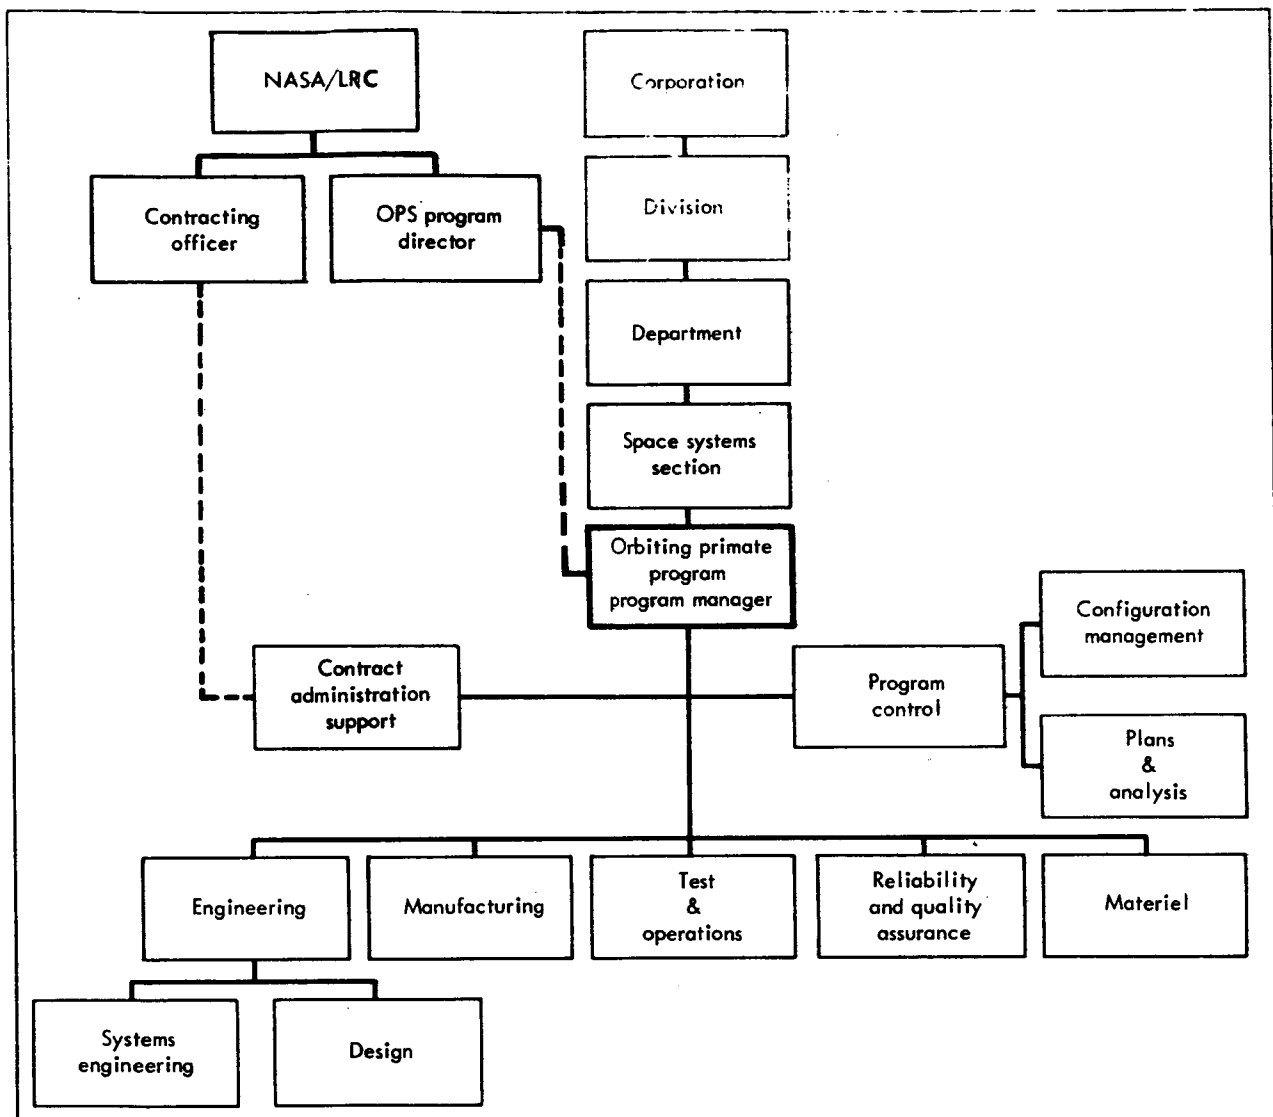 NASA/LRC
Corporation
Contracting
officer
OPS program
director
Division
Department
Space systems
section
Orbiting primate
program
program manager
Contract
administration
support
Program
control
Configuration
management
Plans
&
analysis
Engineering
Manufacturing
Test
&
operations
Reliability
and quality
assurance
Materiel
Systems
engineering
Design